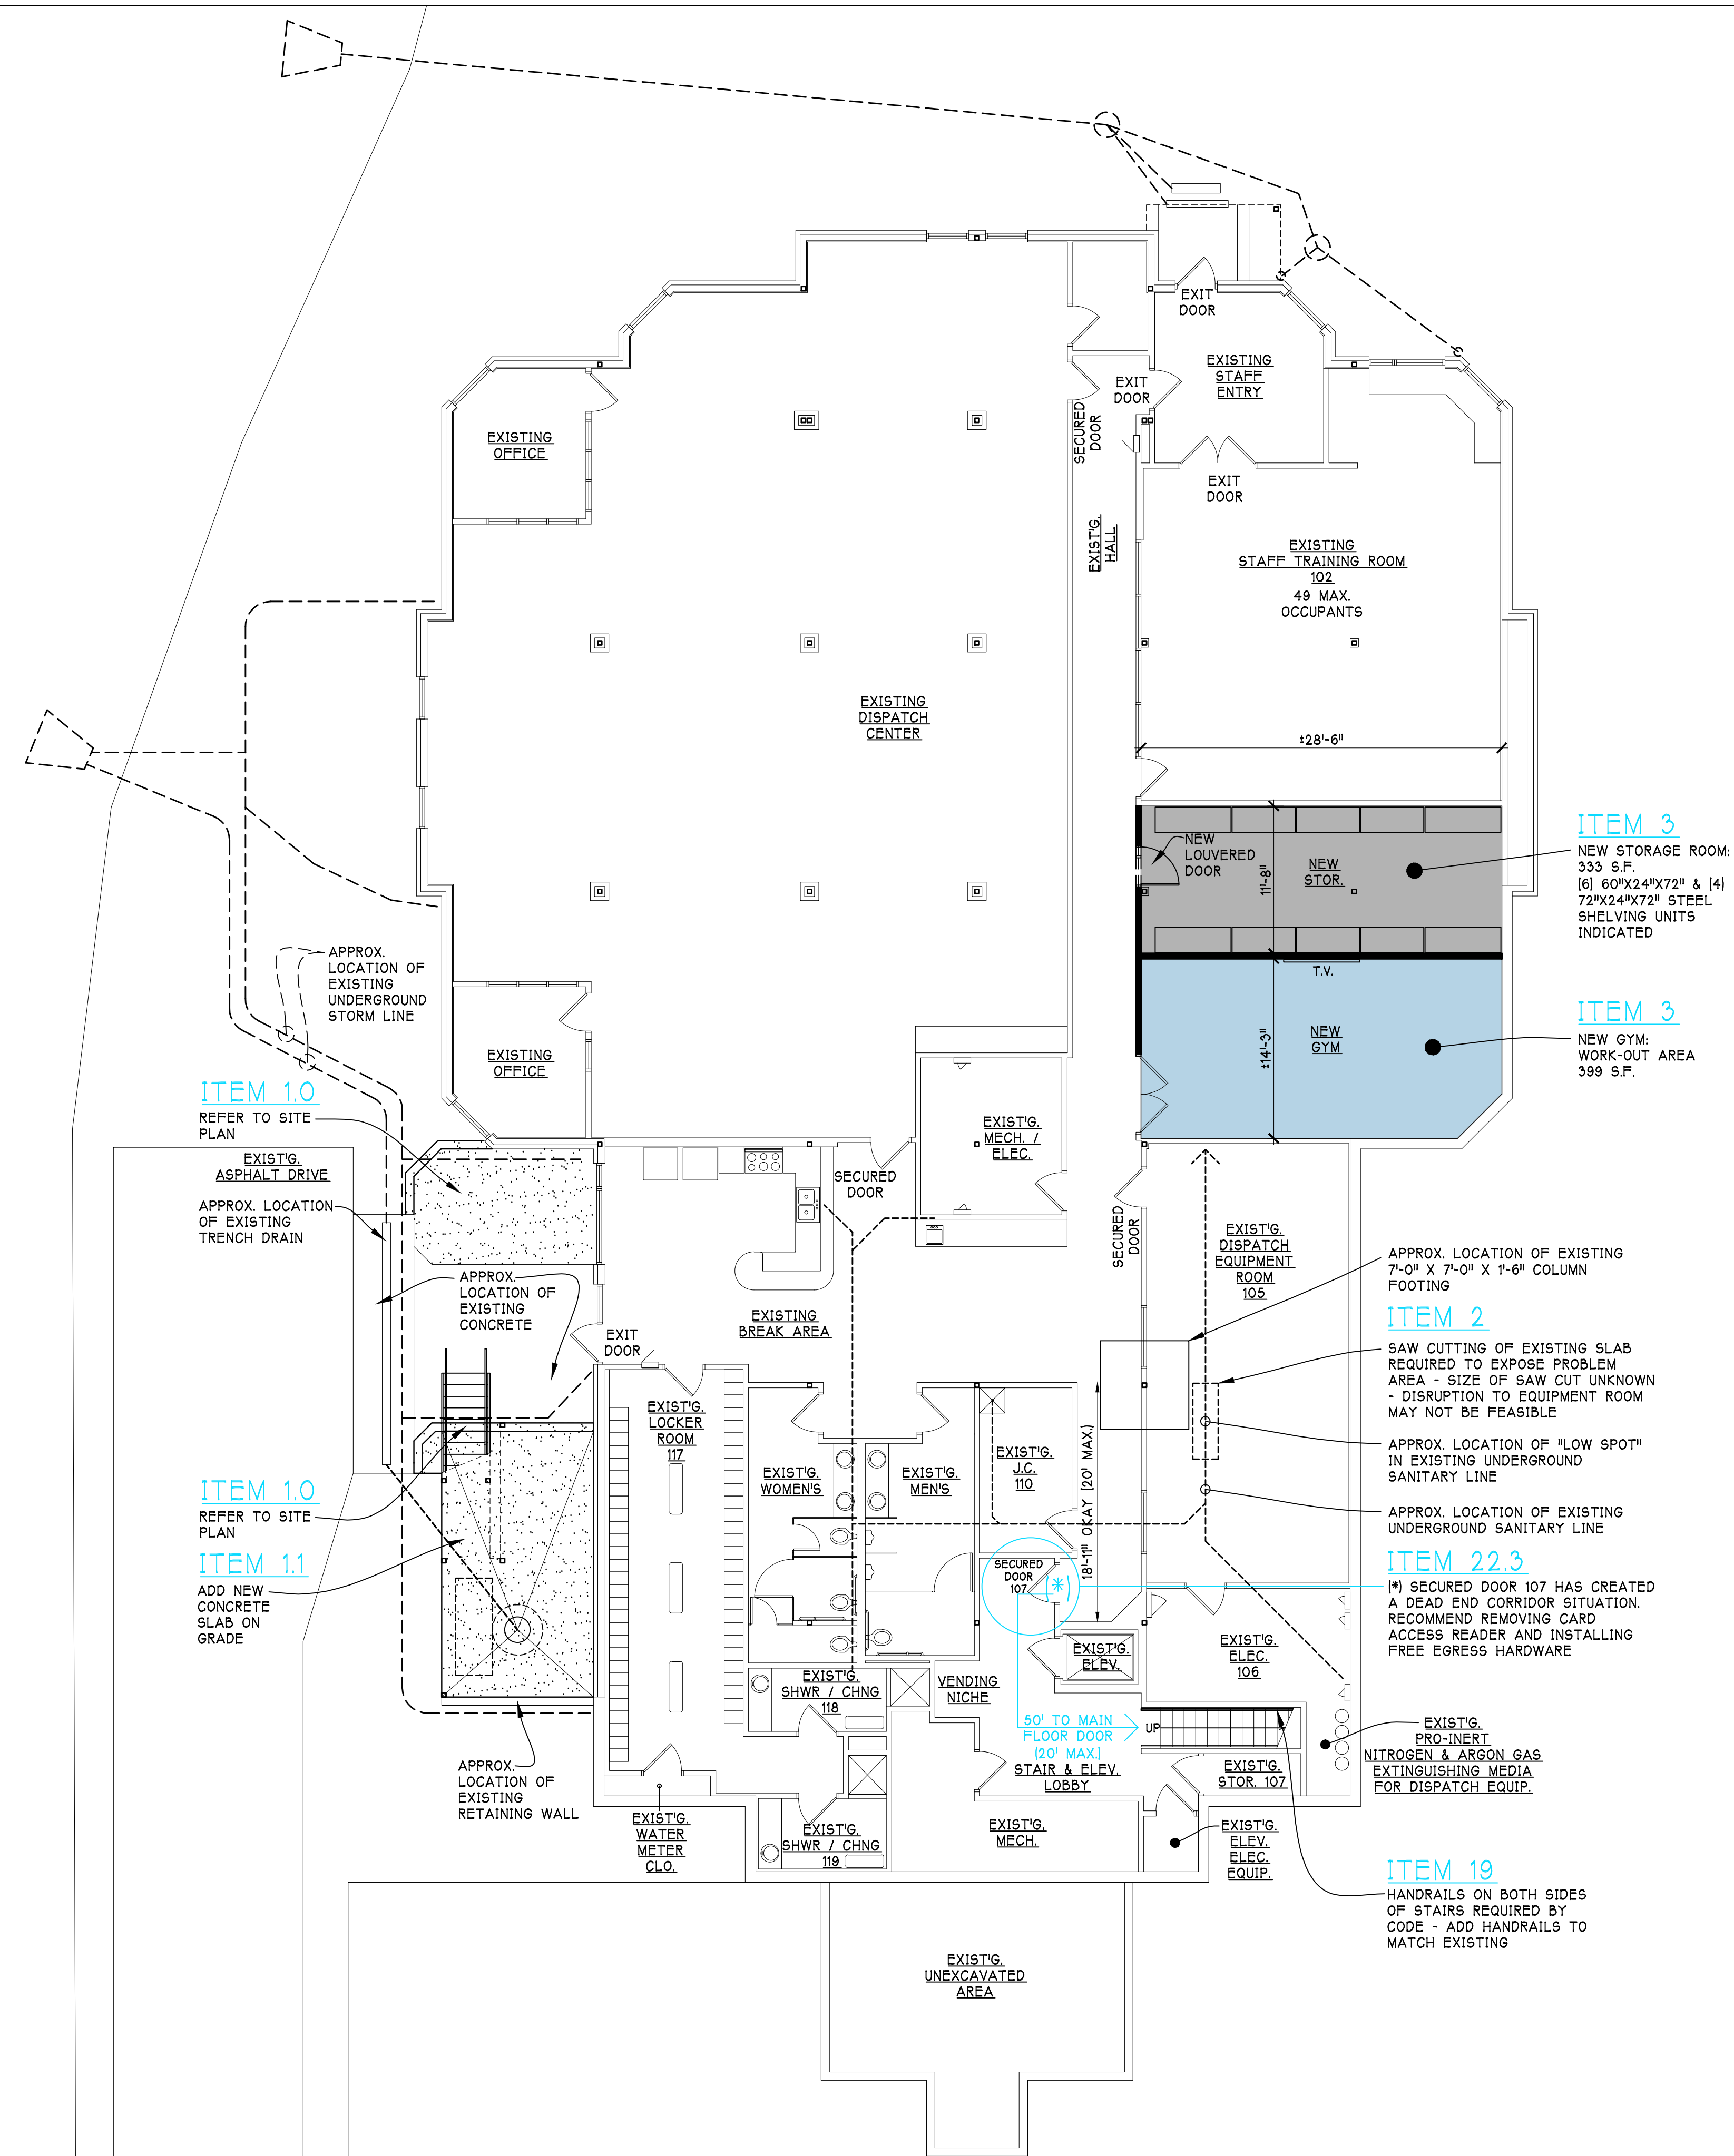 EXIT
DOOR
EXISTING
STAFF
ENTRY
EXIT
DOOR
SECURED
DOOR
EXISTING
OFFICE
EXIT
DOOR
EXIST'G.
HALL
EXISTING
STAFF TRAINING ROOM
102
49 MAX.
OCCUPANTS
EXISTING
DISPATCH
CENTER
±28'-6"
NEW
LOUVERED
DOOR
11'-8"
NEW
STOR.
ITEM 3
NEW STORAGE ROOM:
333 S.F.
(6) 60"X24"X72" & (4)
72"X24"X72" STEEL
SHELVING UNITS
INDICATED
APPROX.
LOCATION OF
EXISTING
UNDERGROUND
STORM LINE
T.V.
ITEM 3
NEW GYM:
WORK-OUT AREA
399 S.F.
NEW
GYM
±14'-3"
EXISTING
OFFICE
ITEM 1.0
REFER TO SITE
PLAN
EXIST'G.
MECH. /
ELEC.
EXIST'G.
ASPHALT DRIVE
SECURED
DOOR
APPROX. LOCATION
OF EXISTING
TRENCH DRAIN
SECURED
DOOR
EXIST'G.
DISPATCH
EQUIPMENT
ROOM
105
APPROX. LOCATION OF EXISTING
7'-0" X 7'-0" X 1'-6" COLUMN
FOOTING
APPROX.
LOCATION OF
EXISTING
CONCRETE
EXISTING
BREAK AREA
EXIT
DOOR
ITEM 2
SAW CUTTING OF EXISTING SLAB
REQUIRED TO EXPOSE PROBLEM
AREA - SIZE OF SAW CUT UNKNOWN
- DISRUPTION TO EQUIPMENT ROOM
MAY NOT BE FEASIBLE
EXIST'G.
LOCKER
ROOM
117
EXIST'G.
WOMEN'S
EXIST'G.
MEN'S
EXIST'G.
J.C.
110
18'-11" OKAY (20' MAX.)
APPROX. LOCATION OF "LOW SPOT"
IN EXISTING UNDERGROUND
SANITARY LINE
ITEM 1.0
REFER TO SITE
PLAN
APPROX. LOCATION OF EXISTING
UNDERGROUND SANITARY LINE
ITEM 1.1
ADD NEW
CONCRETE
SLAB ON
GRADE
SECURED
DOOR
107
(*)
ITEM 22.3
(*) SECURED DOOR 107 HAS CREATED
A DEAD END CORRIDOR SITUATION.
RECOMMEND REMOVING CARD
ACCESS READER AND INSTALLING
FREE EGRESS HARDWARE
EXIST'G.
ELEV.
EXIST'G.
ELEC.
106
EXIST'G.
SHWR / CHNG
118
VENDING
NICHE
50' TO MAIN
FLOOR DOOR
(20' MAX.)
UP
STAIR & ELEV.
LOBBY
EXIST'G.
STOR. 107
EXIST'G.
PRO-INERT
NITROGEN & ARGON GAS
EXTINGUISHING MEDIA
FOR DISPATCH EQUIP.
APPROX.
LOCATION OF
EXISTING
RETAINING WALL
EXIST'G.
WATER
METER
CLO.
EXIST'G.
SHWR / CHNG
119
EXIST'G.
MECH.
EXIST'G.
ELEV.
ELEC.
EQUIP.
ITEM 19
HANDRAILS ON BOTH SIDES
OF STAIRS REQUIRED BY
CODE - ADD HANDRAILS TO
MATCH EXISTING
EXIST'G.
UNEXCAVATED
AREA